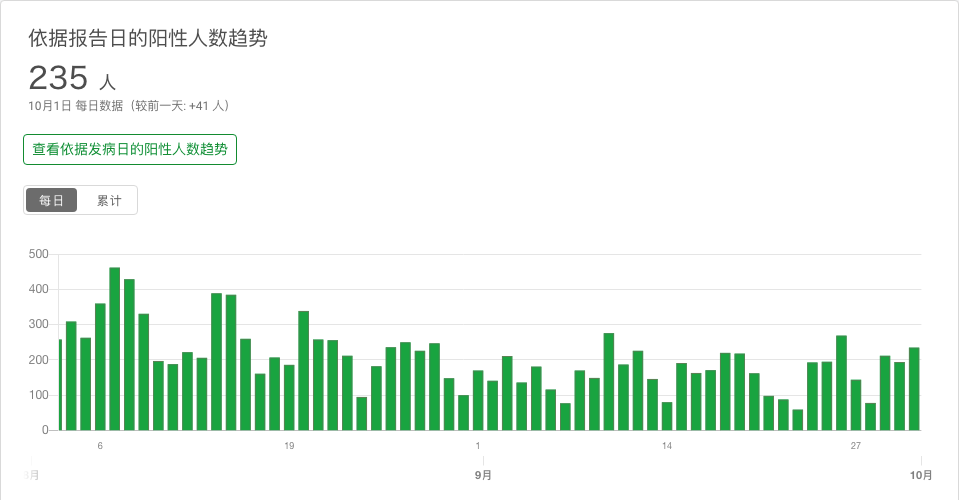 依据报告日的阳性人数趋势
235 人
10月1日 每日数据（较前一天: +41 人）
查看依据发病日的阳性人数趋势
每日 累计
500
400
300
200
100
0
6 19 1 14 27
8月 9月 10月